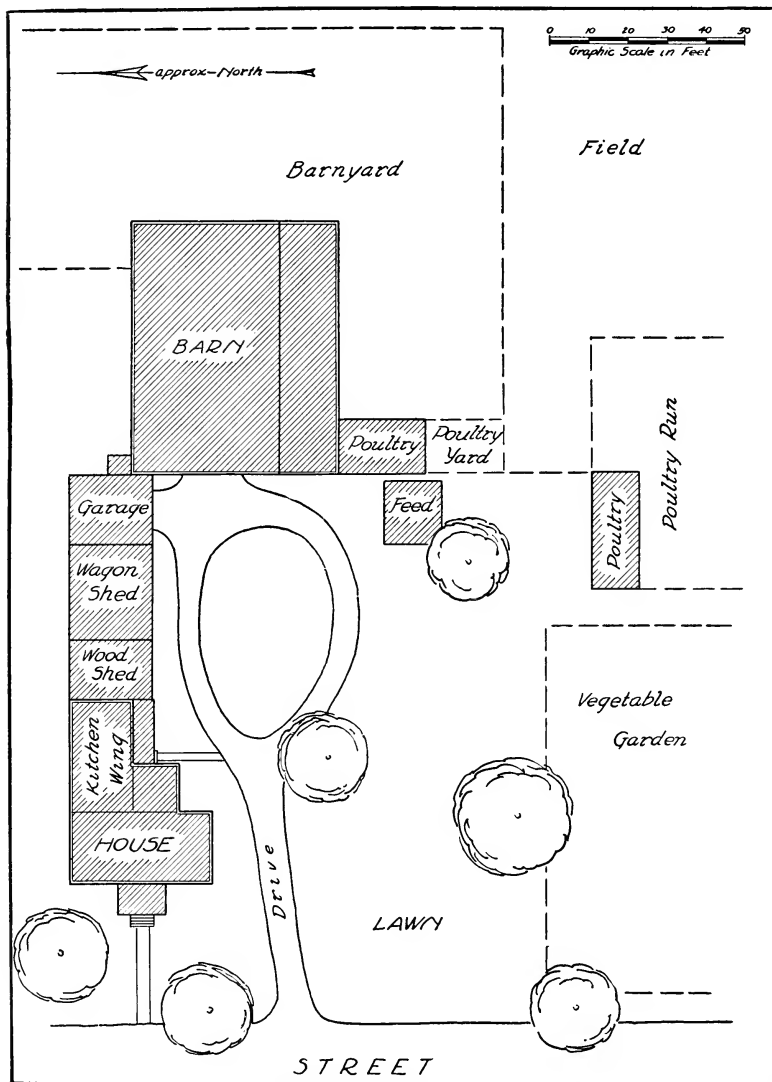 0 10 20 30 40 50
Graphic Scale in Feet
approx-North
Field
Barnyard
BARN
Poultry
Poultry
Yard
Poultry Run
Poultry
Garage
Feed
Wagon
Shed
Wood
Shed
Kitchen
Wing
Vegetable
Garden
HOUSE
Drive
LAWN
STREET